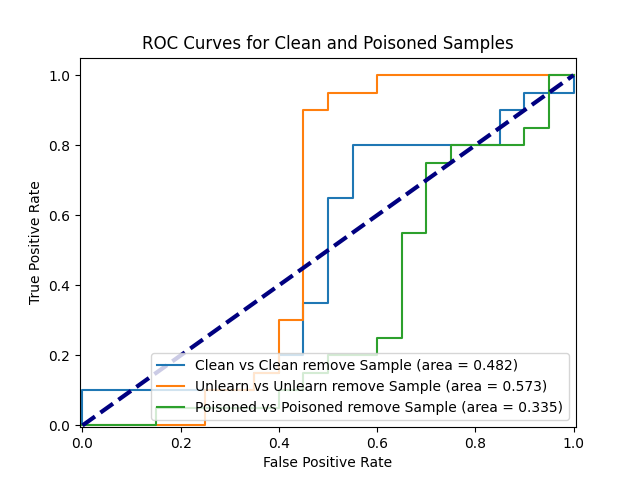 ROC Curves for Clean and Poisoned Samples
True Positive Rate
1.0
0.8
0.6
0.4
0.2
0.0
Clean vs Clean remove Sample (area = 0.482)
Unlearn vs Unlearn remove Sample (area = 0.573)
Poisoned vs Poisoned remove Sample (area = 0.335)
0.0 0.2 0.4 0.6 0.8 1.0
False Positive Rate